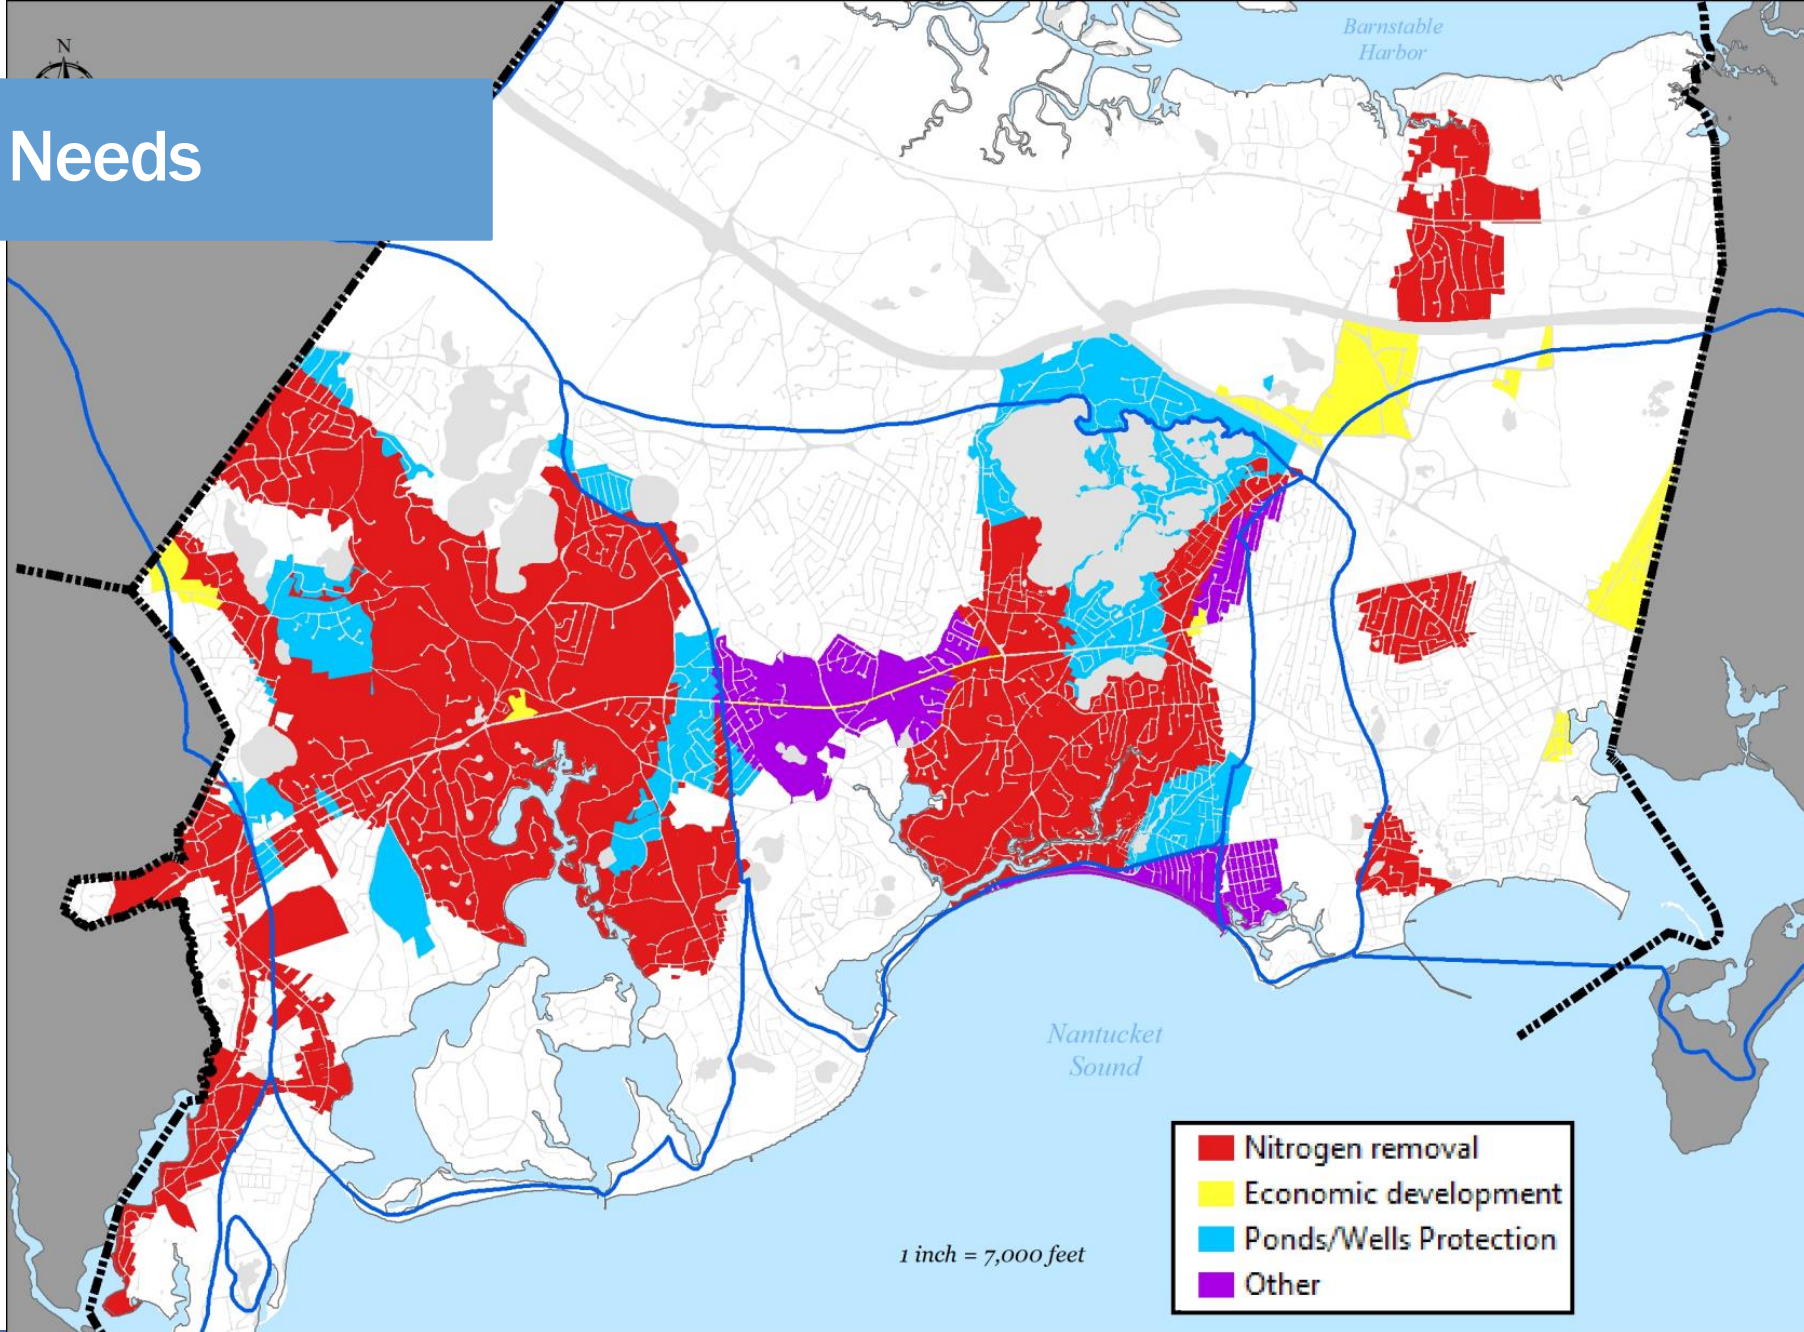 N
Needs
Barnstable
Harbor
Nantucket
Sound
1 inch = 7,000 feet
Nitrogen removal
Economic development
Ponds/Wells Protection
Other